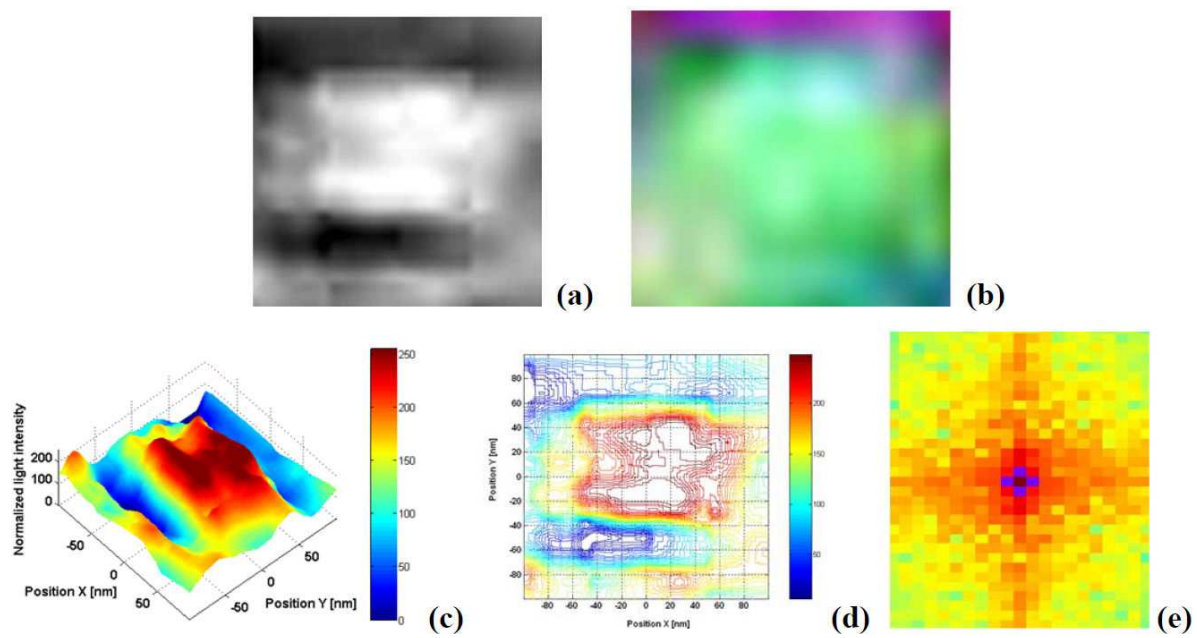 (a)
(b)
Normalized light intensity
200
100
0
-50
0
50
Position X [nm]
-50
0
50
Position Y [nm]
250
200
150
100
50
0
(c)
Position Y [nm]
80
60
40
20
0
-20
-40
-60
-80
-80 -60 -40 -20 0 20 40 60 80
Position X [nm]
200
150
100
50
(d)
(e)